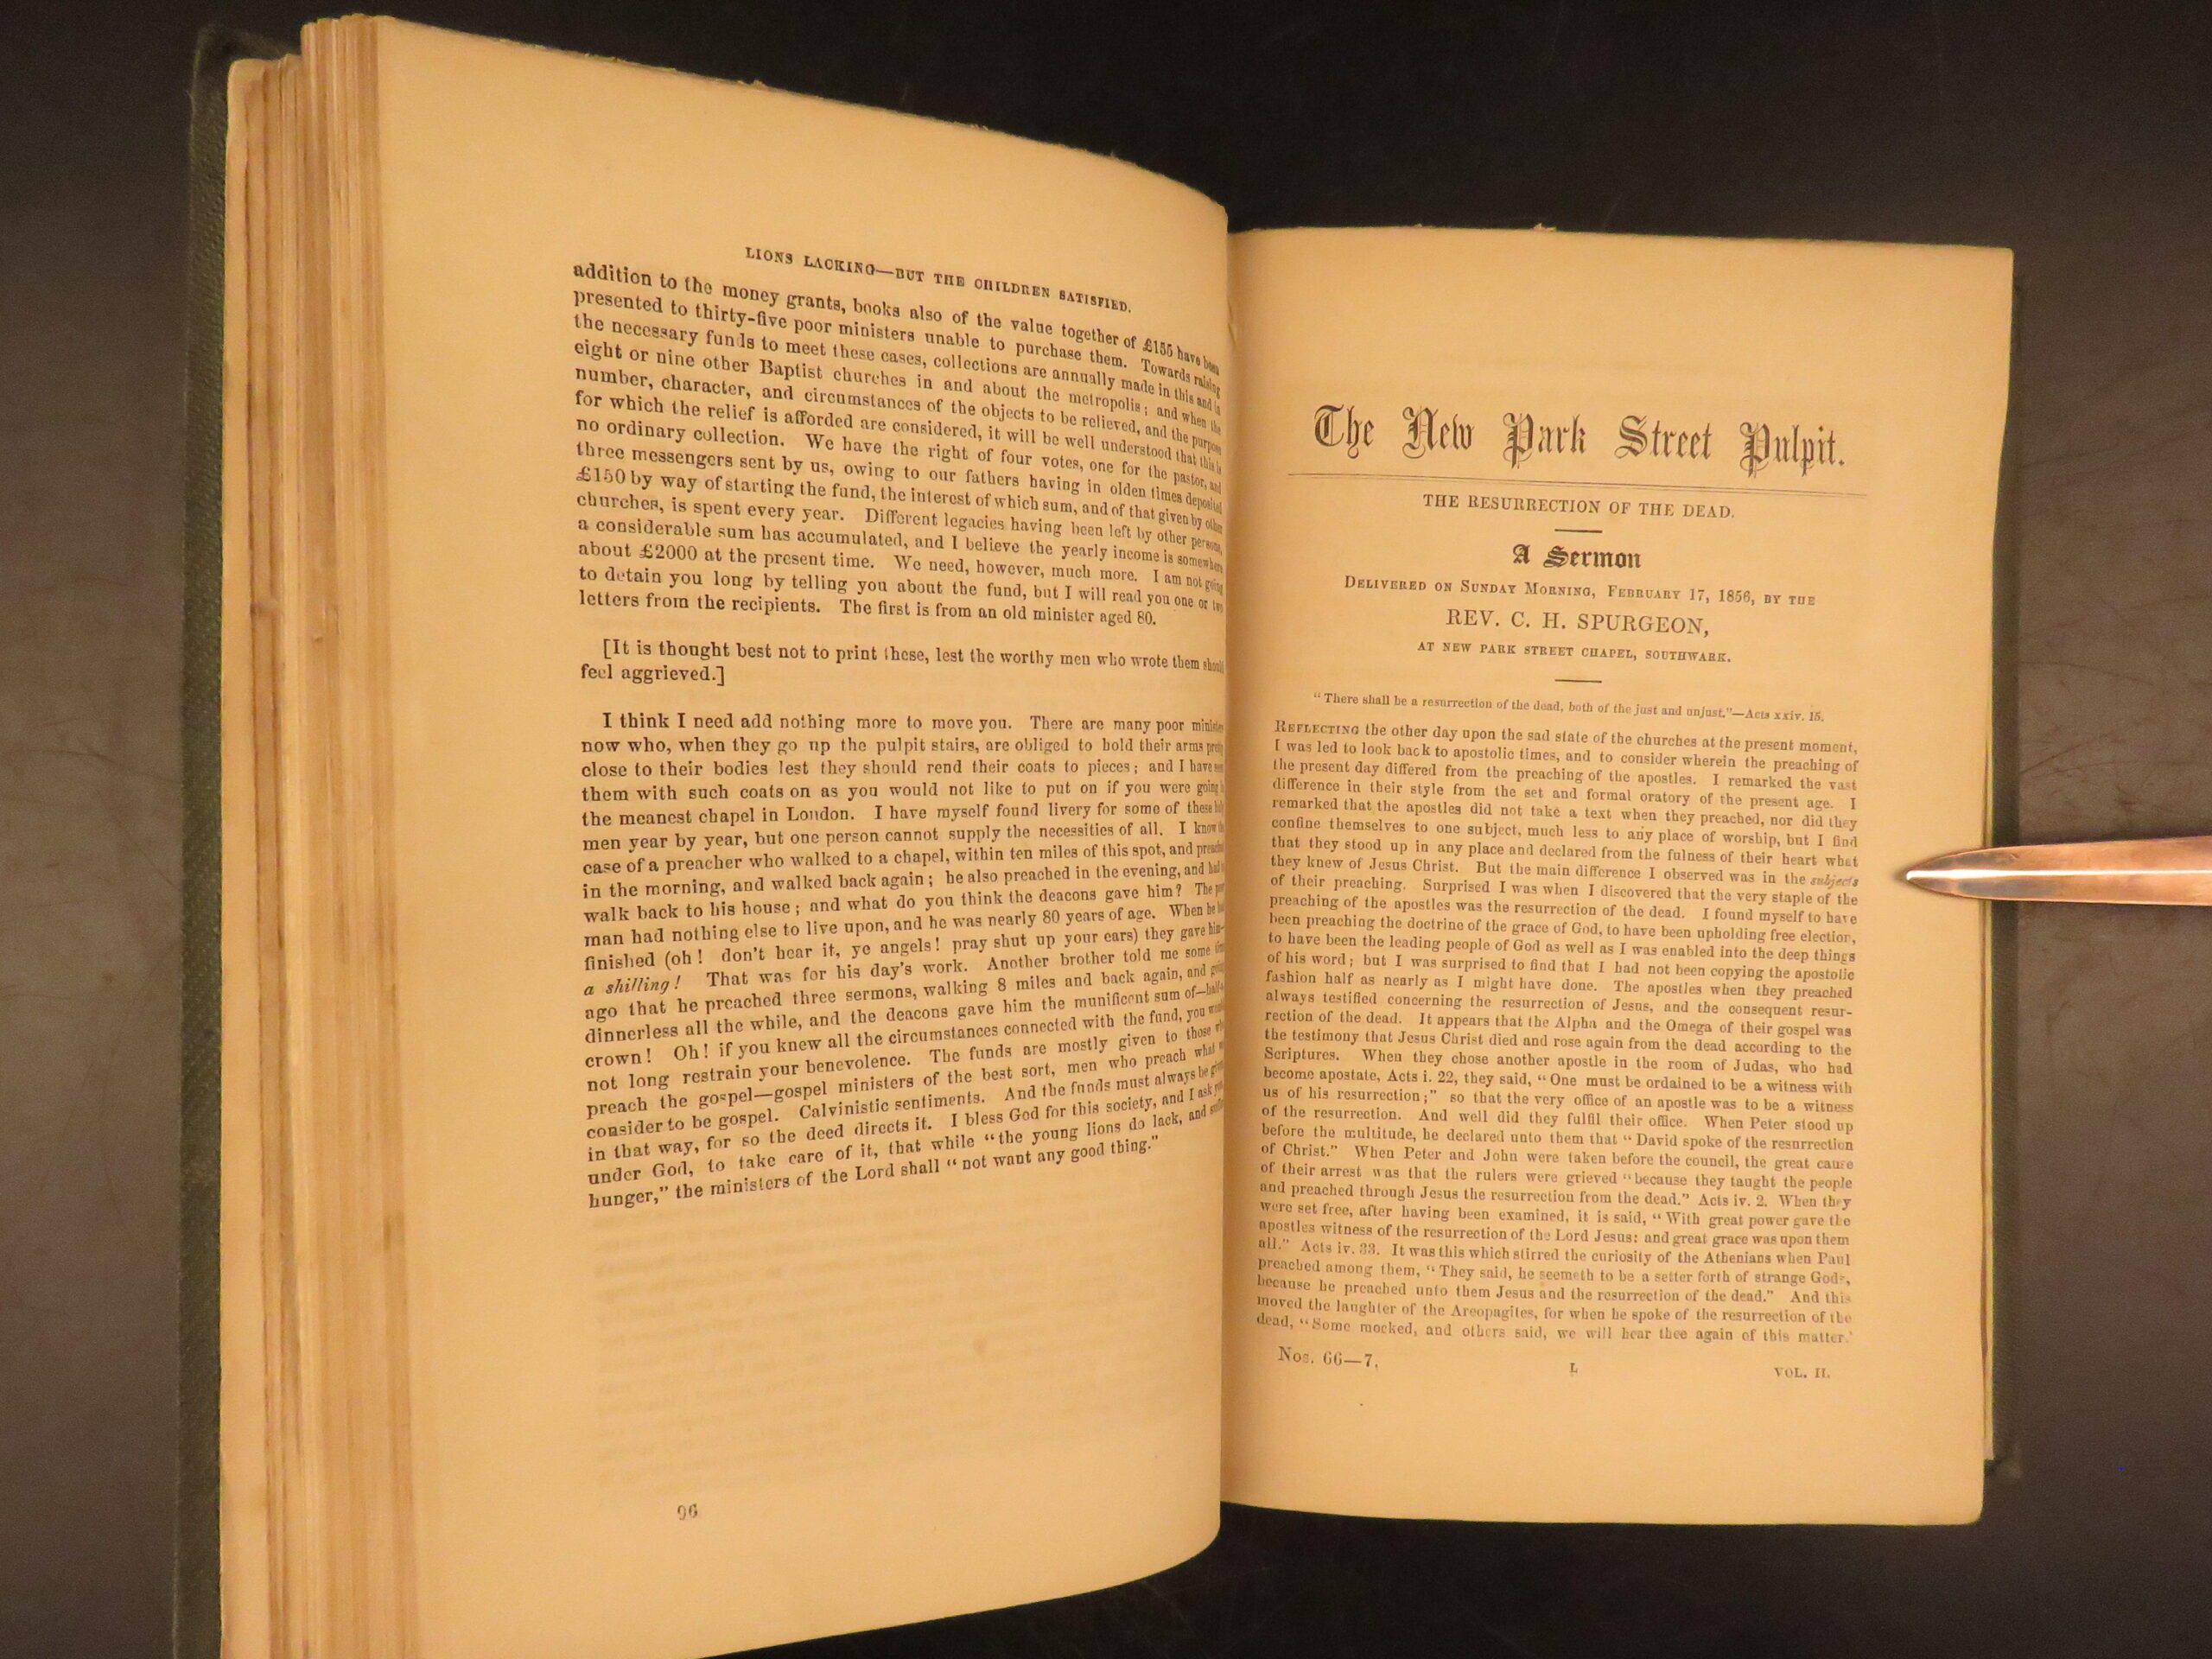 LIONS LACKING—BUT THE CHILDREN SATISFIED.
addition to the money grants, books also of the value together of £155 have been
presented to thirty-five poor ministers unable to purchase them. Towards raising
the necessary funds to meet these cases, collections are annually made in this and in
eight or nine other Baptist churches in and about the metropolis; and when the
number, character, and circumstances of the objects to be relieved, and the purpose
for which the relief is afforded are considered, it will be well understood that this is
no ordinary collection. We have the right of four votes, one for the pastor, and
three messengers sent by us, owing to our fathers having in olden times deposited
£150 by way of starting the fund, the interest of which sum, and of that given by other
churches, is spent every year. Different legacies having been left by other persons,
a considerable sum has accumulated, and I believe the yearly income is somewhere
about £2000 at the present time. We need, however, much more. I am not going
to detain you long by telling you about the fund, but I will read you one or two
letters from the recipients. The first is from an old minister aged 80.
[It is thought best not to print these, lest the worthy men who wrote them should
feel aggrieved.]
I think I need add nothing more to move you. There are many poor
now who, when they go up the pulpit stairs, are obliged to hold their arms
close to their bodies lest they should rend their coats to pieces; and I have
them with such coats on as you would not like to put on if you were going
the meanest chapel in London. I have myself found livery for some of these
men year by year, but one person cannot supply the necessities of all. I know
case of a preacher who walked to a chapel, within ten miles of this spot, and
in the morning, and walked back again; he also preached in the evening, and
walk back to his house; and what do you think the deacons gave him? The
man had nothing else to live upon, and he was nearly 80 years of age. When he
finished (oh! don't hear it, ye angels! pray shut up your ears) they gave him—
a shilling! That was for his day's work. Another brother told me some
ago that he preached three sermons, walking 8 miles and back again, and
dinnerless all the while, and the deacons gave him the munificent sum of—
crown! Oh! if you knew all the circumstances connected with the fund, you
not long restrain your benevolence. The funds are mostly given to those
preach the gospel—gospel ministers of the best sort, men who preach what
consider to be gospel. Calvinistic sentiments. And the funds must always be
in that way, for so the deed directs it. I bless God for this society, and I ask
under God, to take care of it, that while "the young lions do lack, and
hunger," the ministers of the Lord shall "not want any good thing."
96
The New Park Street Pulpit.
THE RESURRECTION OF THE DEAD.
A Sermon
DELIVERED ON SUNDAY MORNING, FEBRUARY 17, 1856, BY THE
REV. C. H. SPURGEON,
AT NEW PARK STREET CHAPEL, SOUTHWARK.
"There shall be a resurrection of the dead, both of the just and unjust."—Acts xxiv. 15.
REFLECTING the other day upon the sad state of the churches at the present moment,
I was led to look back to apostolic times, and to consider wherein the preaching of
the present day differed from the preaching of the apostles. I remarked the vast
difference in their style from the set and formal oratory of the present age. I
remarked that the apostles did not take a text when they preached, nor did they
confine themselves to one subject, much less to any place of worship, but I find
that they stood up in any place and declared from the fulness of their heart what
they knew of Jesus Christ. But the main difference I observed was in the subjects
of their preaching. Surprised I was when I discovered that the very staple of the
preaching of the apostles was the resurrection of the dead. I found myself to have
been preaching the doctrine of the grace of God, to have been upholding free election,
to have been the leading people of God as well as I was enabled into the deep things
of his word; but I was surprised to find that I had not been copying the apostolic
fashion half as nearly as I might have done. The apostles when they preached
always testified concerning the resurrection of Jesus, and the consequent resur-
rection of the dead. It appears that the Alpha and the Omega of their gospel was
the testimony that Jesus Christ died and rose again from the dead according to the
Scriptures. When they chose another apostle in the room of Judas, who had
become apostate, Acts i. 22, they said, "One must be ordained to be a witness with
us of his resurrection;" so that the very office of an apostle was to be a witness
of the resurrection. And well did they fulfil their office. When Peter stood up
before the multitude, he declared unto them that "David spoke of the resurrection
of Christ." When Peter and John were taken before the council, the great cause
of their arrest was that the rulers were grieved "because they taught the people
and preached through Jesus the resurrection from the dead." Acts iv. 2. When they
were set free, after having been examined, it is said, "With great power gave the
apostles witness of the resurrection of the Lord Jesus: and great grace was upon them
all." Acts iv. 33. It was this which stirred the curiosity of the Athenians when Paul
preached among them, "They said, he seemeth to be a setter forth of strange Gods,
because he preached unto them Jesus and the resurrection of the dead." And this
moved the laughter of the Areopagites, for when he spoke of the resurrection of the
dead, "Some mocked, and others said, we will hear thee again of this matter."
Nos. 66—7.
L
VOL. II.